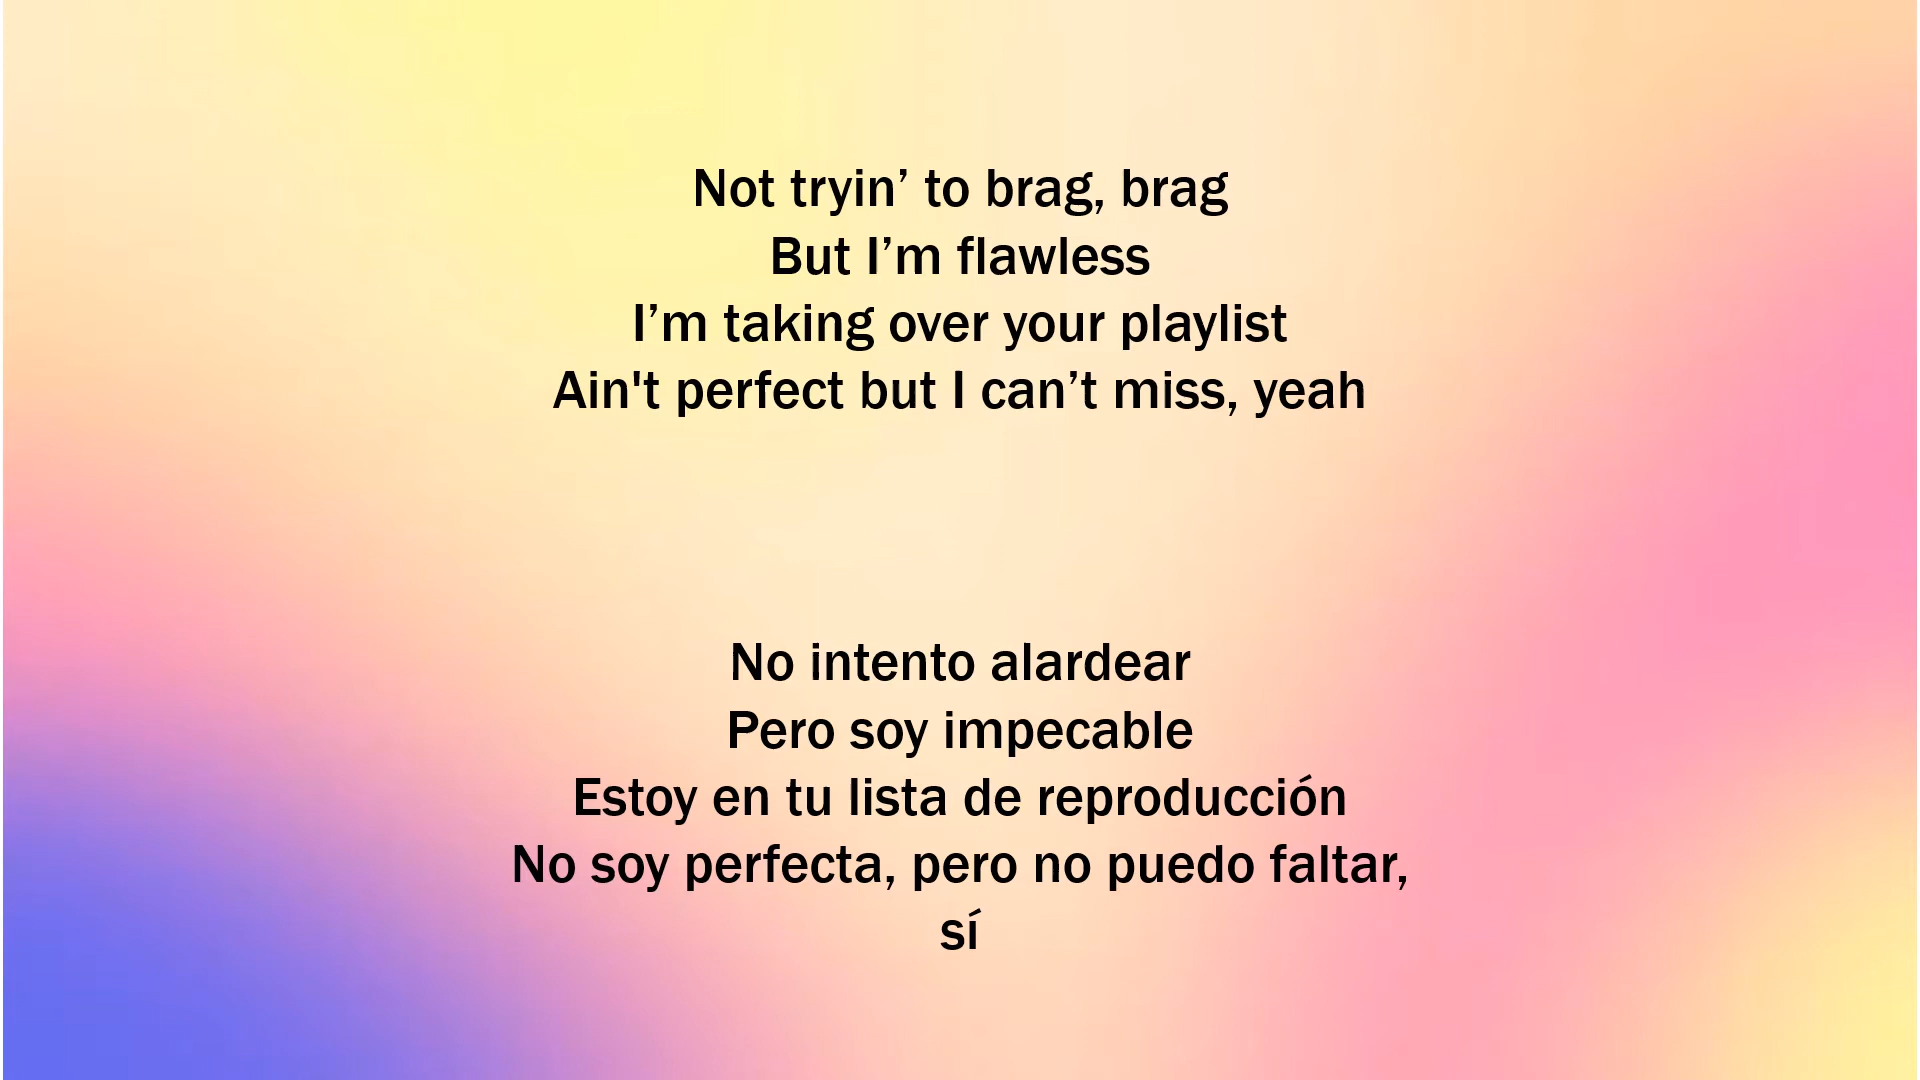 Not tryin’ to brag, brag
But I’m flawless
I’m taking over your playlist
Ain't perfect but I can’t miss, yeah
No intento alardear
Pero soy impecable
Estoy en tu lista de reproducción
No soy perfecta, pero no puedo faltar,
sí